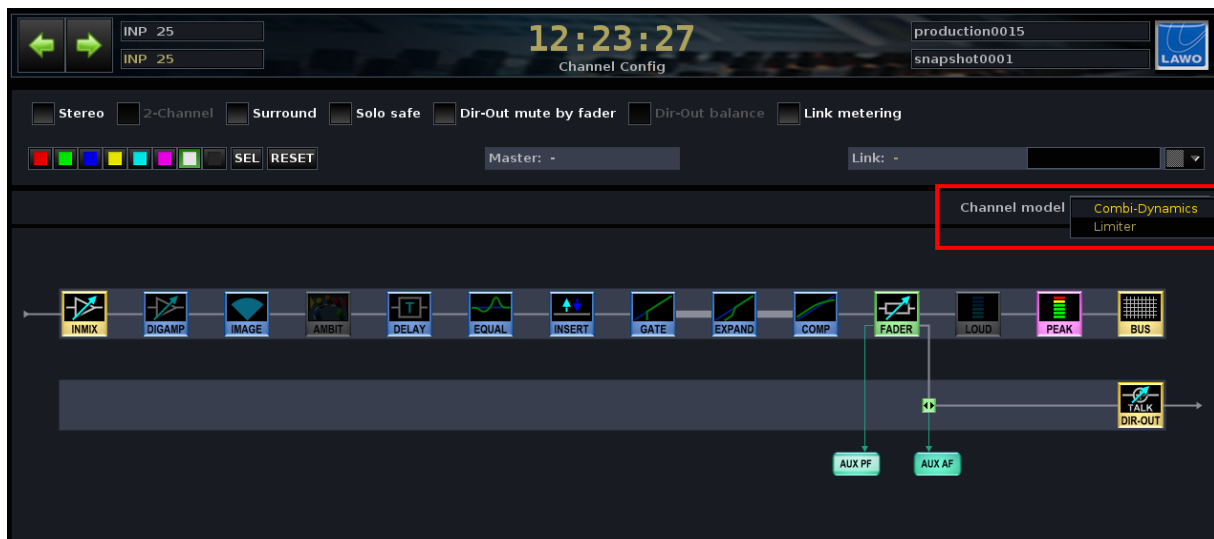 INP 25
INP 25
12:23:27
Channel Config
production0015
snapshot0001
LAWO
Stereo 2-Channel Surround Solo safe Dir-Out mute by fader Dir-Out balance Link metering
SEL RESET Master: - Link: -
Channel model Combi-Dynamics
Limiter
INMIX DIGAMP IMAGE AMBIT T DELAY EQUAL INSERT GATE EXPAND COMP FADER LOUD PEAK BUS
TALK
DIR-OUT
AUX PF AUX AF